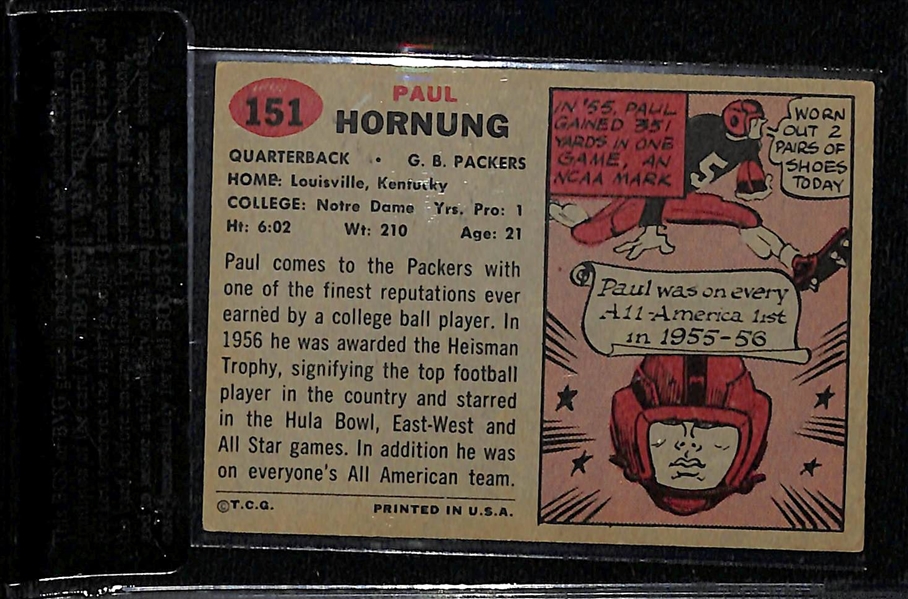 151
PAUL
HORNUNG
QUARTERBACK • G. B. PACKERS
HOME: Louisville, Kentucky
COLLEGE: Notre Dame Yrs. Pro: 1
Ht: 6:02 Wt: 210 Age: 21
Paul comes to the Packers with
one of the finest reputations ever
earned by a college ball player. In
1956 he was awarded the Heisman
Trophy, signifying the top football
player in the country and starred
in the Hula Bowl, East-West and
All Star games. In addition he was
on everyone's All American team.
©T.C.G. PRINTED IN U.S.A.
IN '55, PAUL
GAINED 351
YARDS IN ONE
GAME, AN
NCAA MARK
5
WORN
OUT 2
PAIRS OF
SHOES
TODAY
Paul was on every
All-America list
in 1955-56